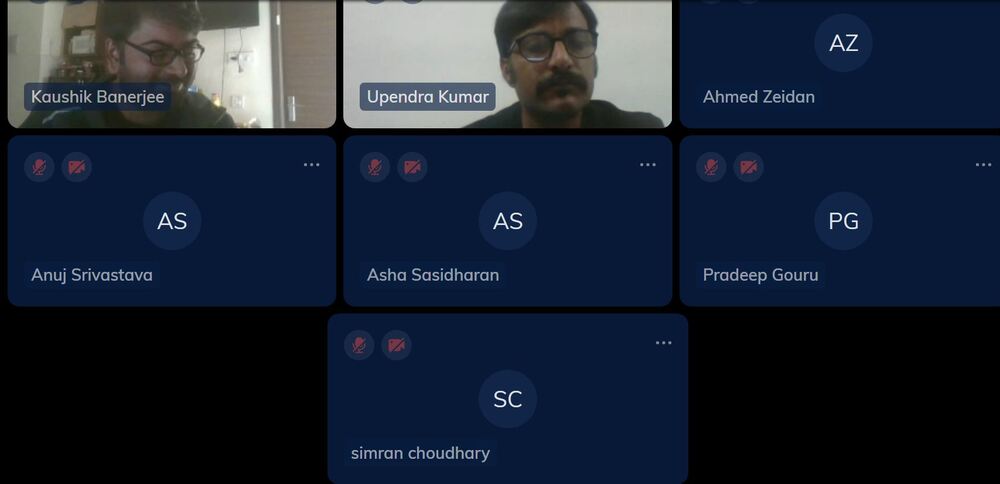 AZ
Kaushik Banerjee
Upendra Kumar
Ahmed Zeidan
AS
AS
PG
Anuj Srivastava
Asha Sasidharan
Pradeep Gouru
SC
simran choudhary